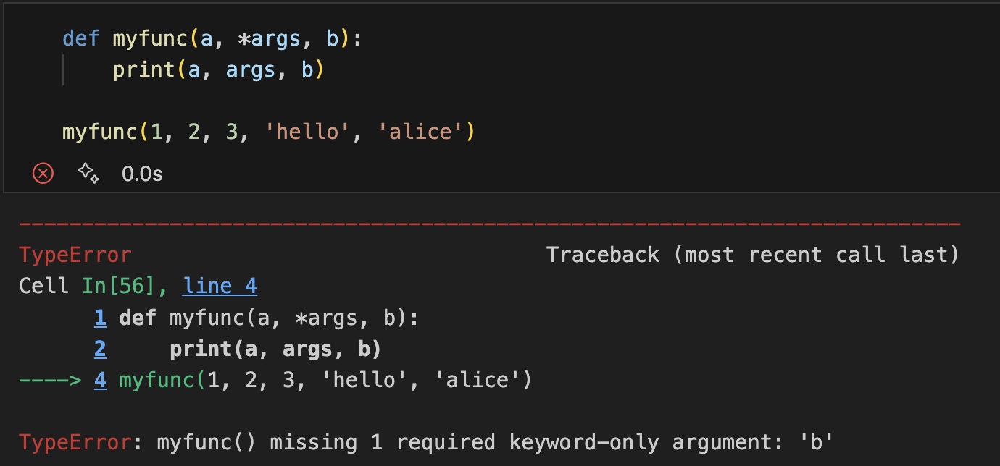 def myfunc(a, *args, b):
    print(a, args, b)
myfunc(1, 2, 3, 'hello', 'alice')
0.0s
---------------------------------------------------------------------------
TypeError                                 Traceback (most recent call last)
Cell In[56], line 4
      1 def myfunc(a, *args, b):
      2     print(a, args, b)
----> 4 myfunc(1, 2, 3, 'hello', 'alice')
TypeError: myfunc() missing 1 required keyword-only argument: 'b'